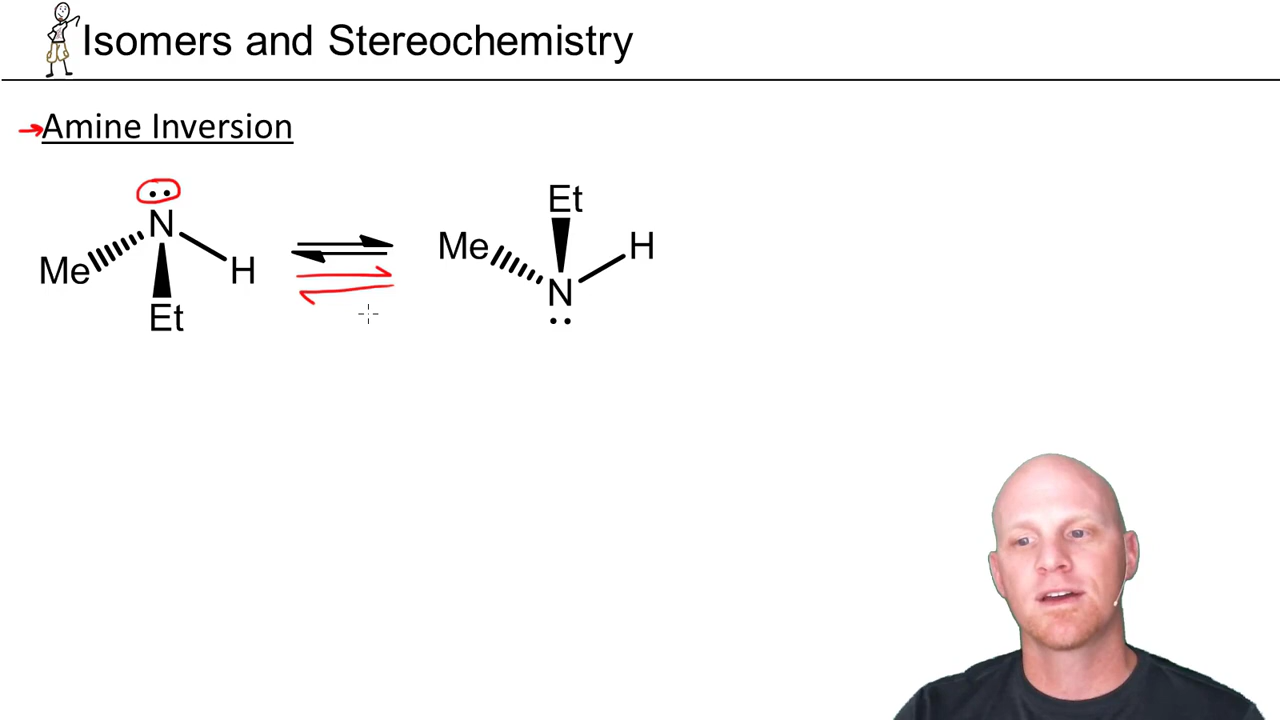 Isomers and Stereochemistry
Amine Inversion
N
Me
H
Et
Et
Me
H
N